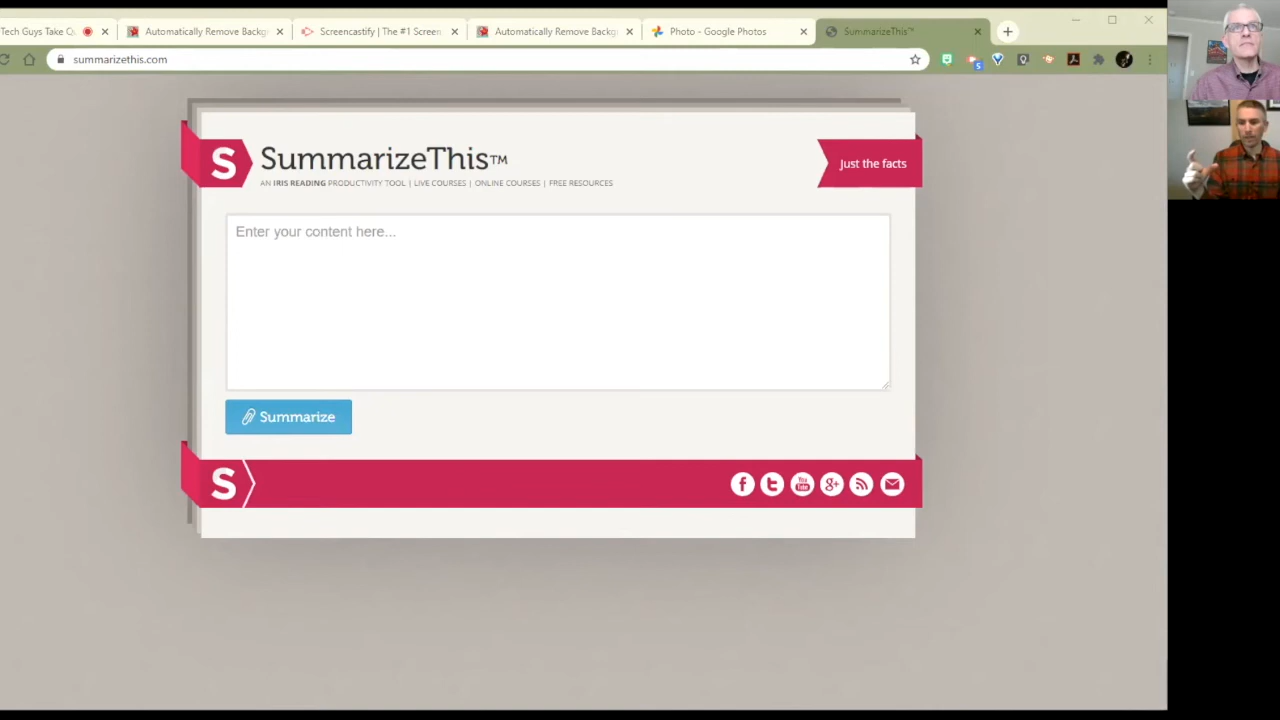 Tech Guys Take Q
Automatically Remove Backg
Screencastify | The #1 Screen
Automatically Remove Backg
Photo - Google Photos
SummarizeThis™
summarizethis.com
S
SummarizeThis™
Just the facts
AN IRIS READING PRODUCTIVITY TOOL | LIVE COURSES | ONLINE COURSES | FREE RESOURCES
Enter your content here...
Summarize
S